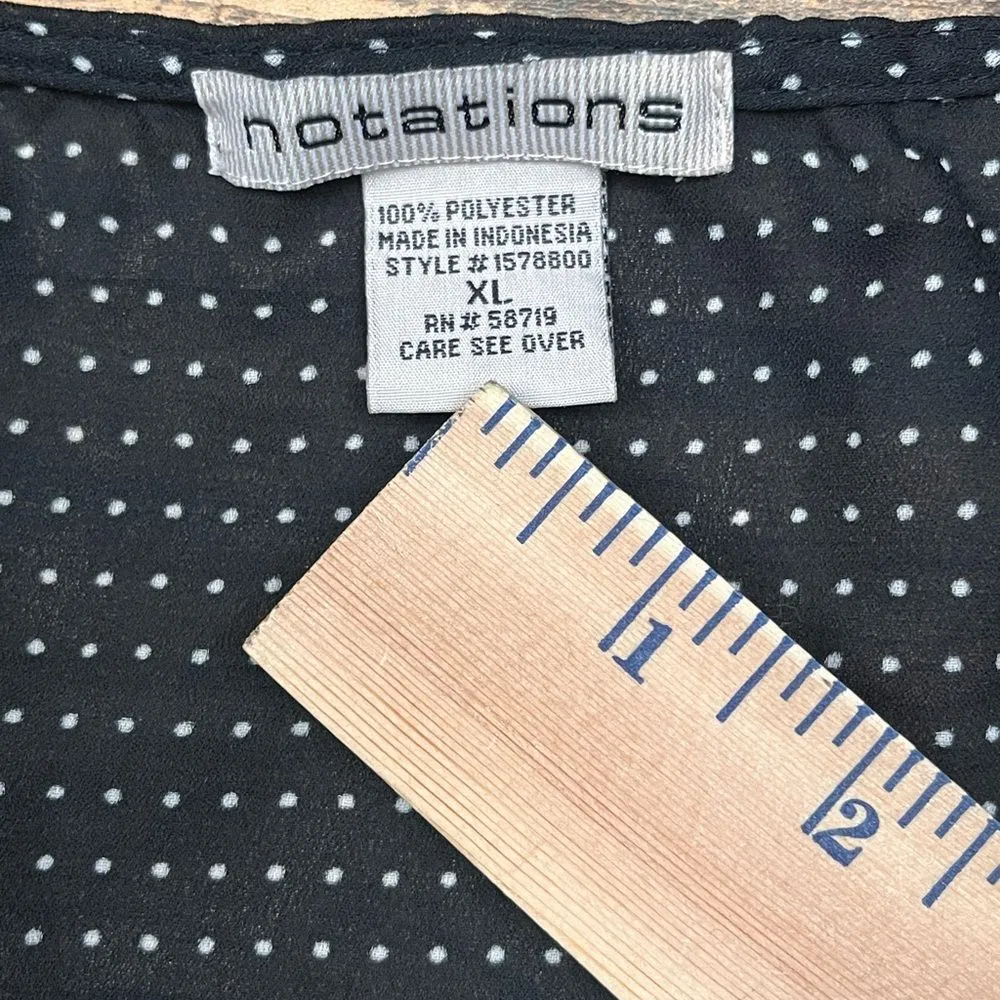 notations
100% POLYESTER
MADE IN INDONESIA
STYLE # 1578800
XL
RN # 58719
CARE SEE OVER
1
2